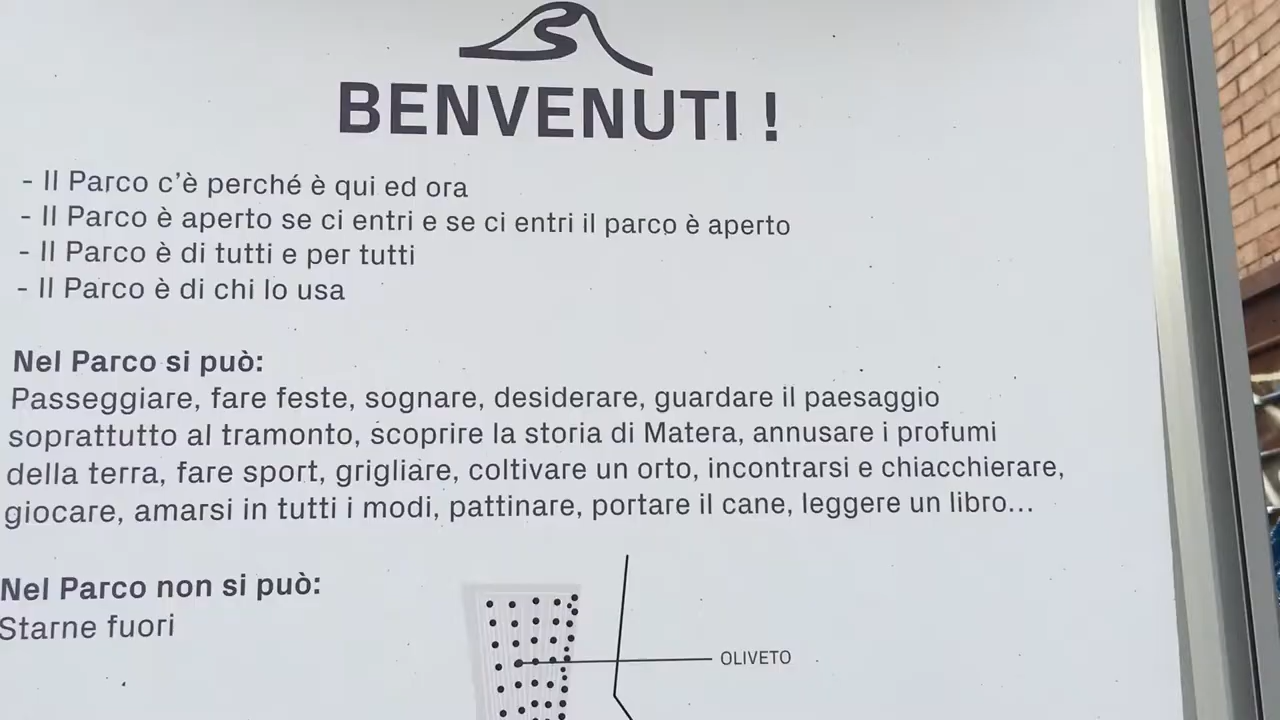 BENVENUTI !
- Il Parco c'è perché è qui ed ora
- Il Parco è aperto se ci entri e se ci entri il parco è aperto
- Il Parco è di tutti e per tutti
- Il Parco è di chi lo usa
Nel Parco si può:
Passeggiare, fare feste, sognare, desiderare, guardare il paesaggio
soprattutto al tramonto, scoprire la storia di Matera, annusare i profumi
della terra, fare sport, grigliare, coltivare un orto, incontrarsi e chiacchierare,
giocare, amarsi in tutti i modi, pattinare, portare il cane, leggere un libro...
Nel Parco non si può:
Starne fuori
OLIVETO